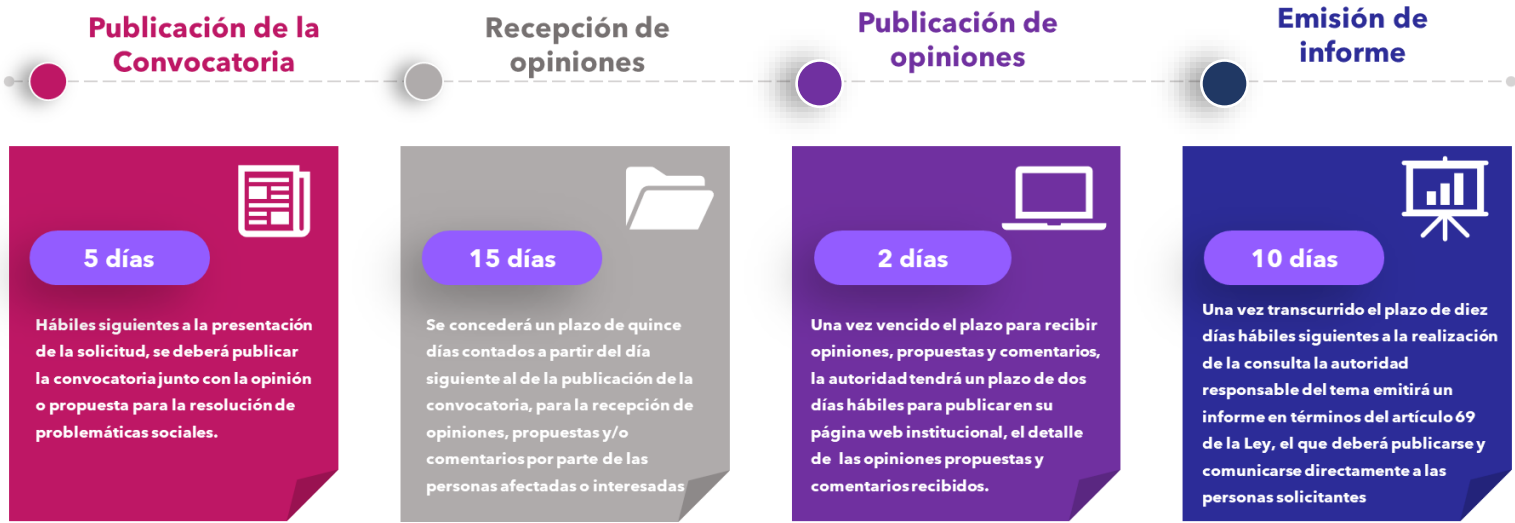 Publicación de la
Convocatoria
Recepción de
opiniones
Publicación de
opiniones
Emisión de
informe
5 días
Hábiles siguientes a la presentación
de la solicitud, se deberá publicar
la convocatoria junto con la opinión
o propuesta para la resolución de
problemáticas sociales.
15 días
Se concederá un plazo de quince
días contados a partir del día
siguiente al de la publicación de la
convocatoria, para la recepción de
opiniones, propuestas y/o
comentarios por parte de las
personas afectadas o interesadas
2 días
Una vez vencido el plazo para recibir
opiniones, propuestas y comentarios,
la autoridad tendrá un plazo de dos
días hábiles para publicar en su
página web institucional, el detalle
de las opiniones propuestas y
comentarios recibidos.
10 días
Una vez transcurrido el plazo de diez
días hábiles siguientes a la realización
de la consulta la autoridad
responsable del tema emitirá un
informe en términos del artículo 69
de la Ley, el que deberá publicarse y
comunicarse directamente a las
personas solicitantes